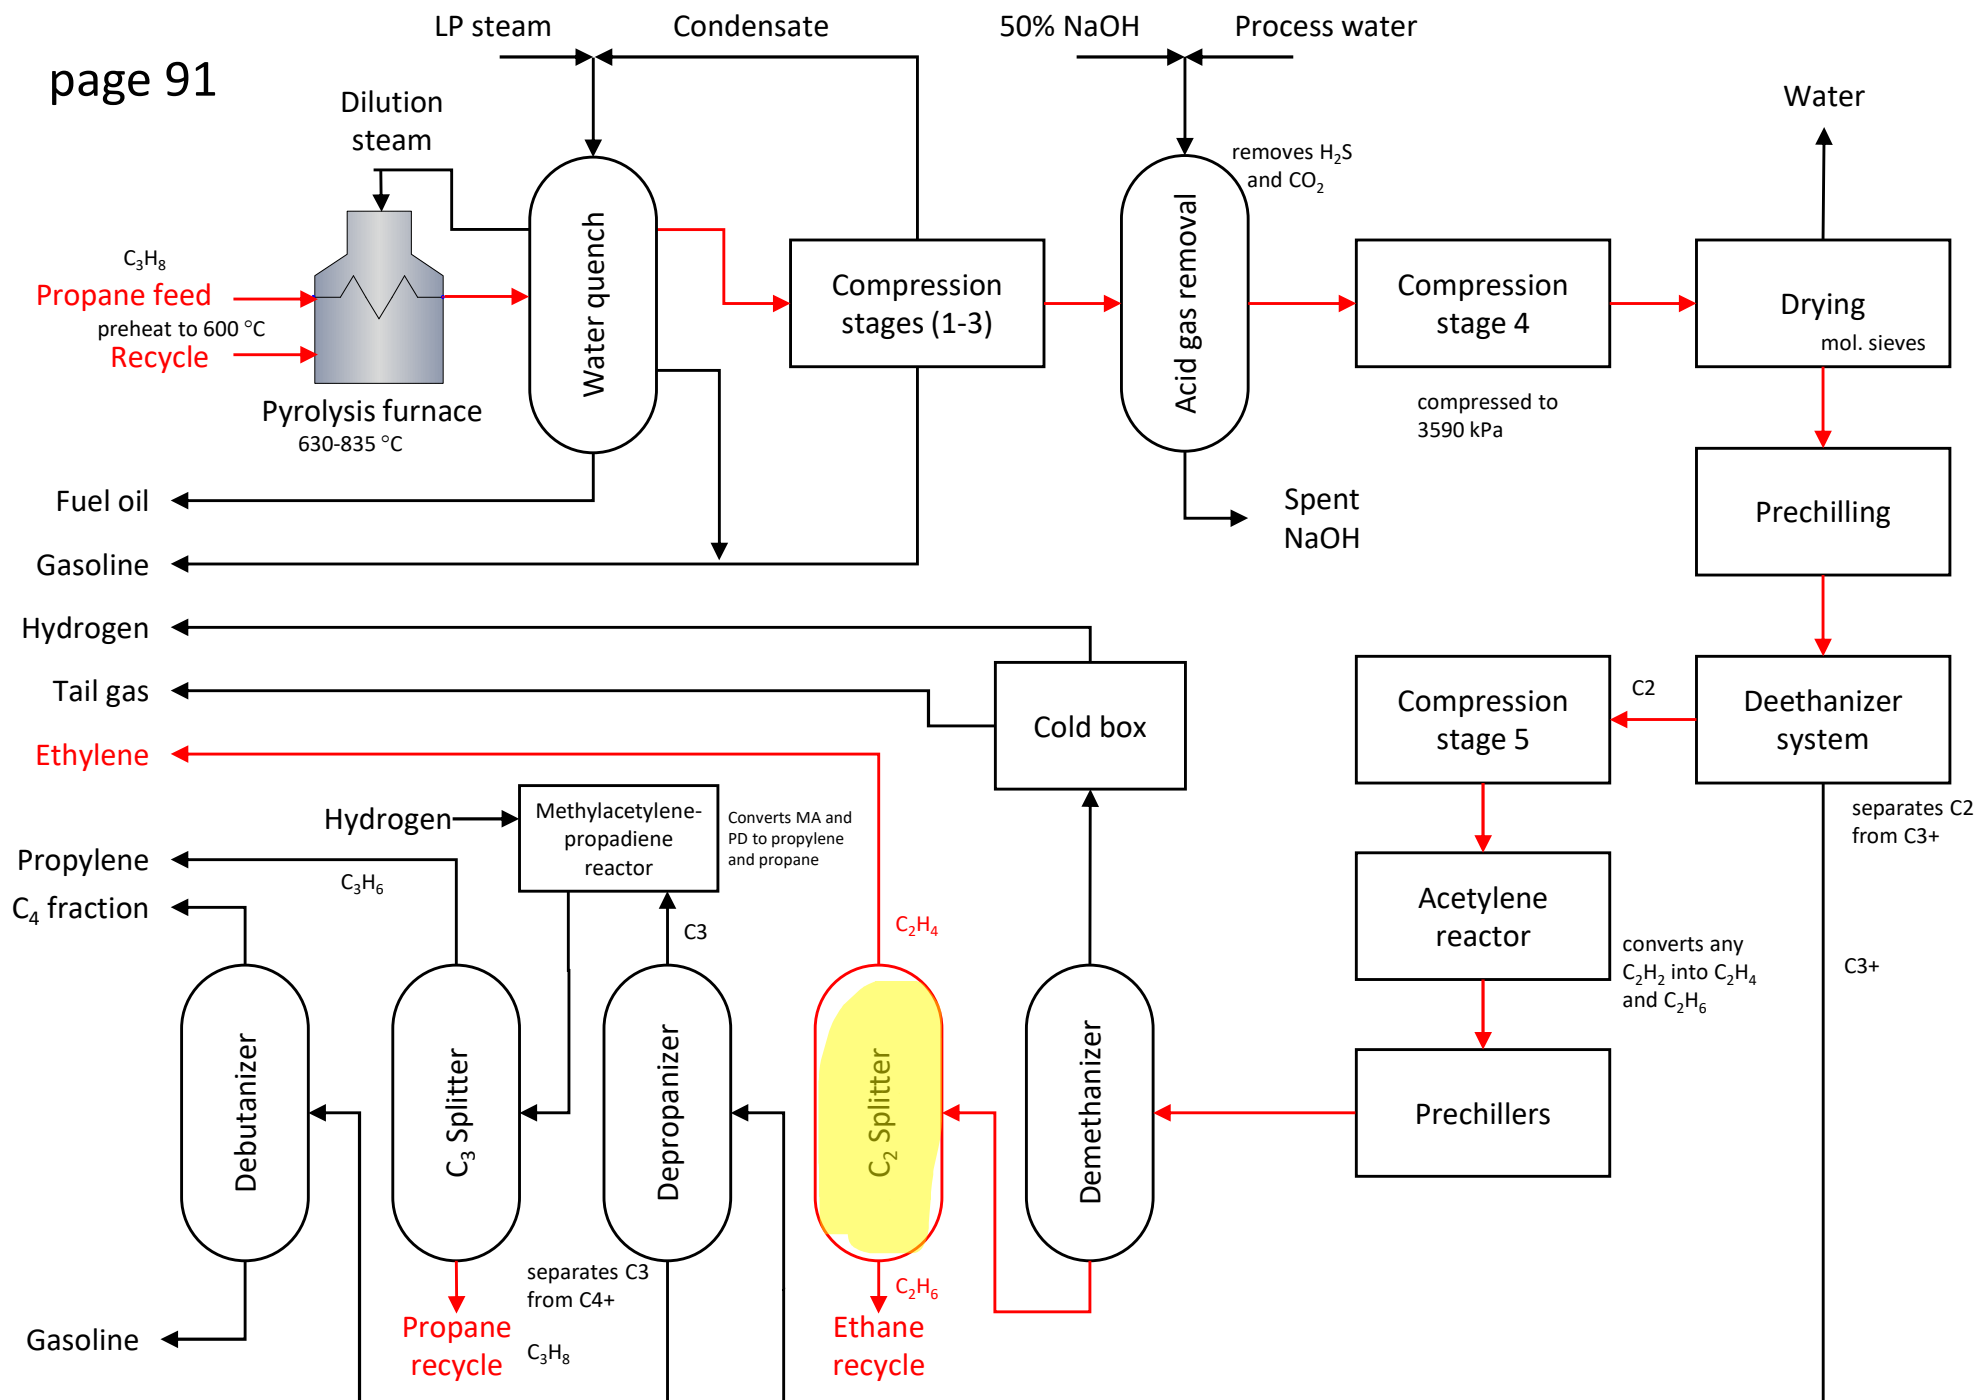 page 91
LP steam
Condensate
50% NaOH
Process water
Water
Dilution
steam
removes H₂S
and CO₂
Water quench
Acid gas removal
C₃H₈
Propane feed
preheat to 600 °C
Recycle
Pyrolysis furnace
630-835 °C
Compression
stages (1-3)
Compression
stage 4
compressed to
3590 kPa
Drying
mol. sieves
Fuel oil
Spent
NaOH
Prechilling
Gasoline
Hydrogen
Tail gas
Ethylene
Cold box
Compression
stage 5
C2
Deethanizer
system
separates C2
from C3+
Hydrogen
Methylacetylene-
propadiene
reactor
Converts MA and
PD to propylene
and propane
Propylene
C₃H₆
C₄ fraction
C3
C₂H₄
Acetylene
reactor
converts any
C₂H₂ into C₂H₄
and C₂H₆
C3+
Debutanizer
C₃ Splitter
Depropanizer
C₂ Splitter
Demethanizer
Prechillers
separates C3
from C4+
C₂H₆
Gasoline
Propane
recycle
C₃H₈
Ethane
recycle